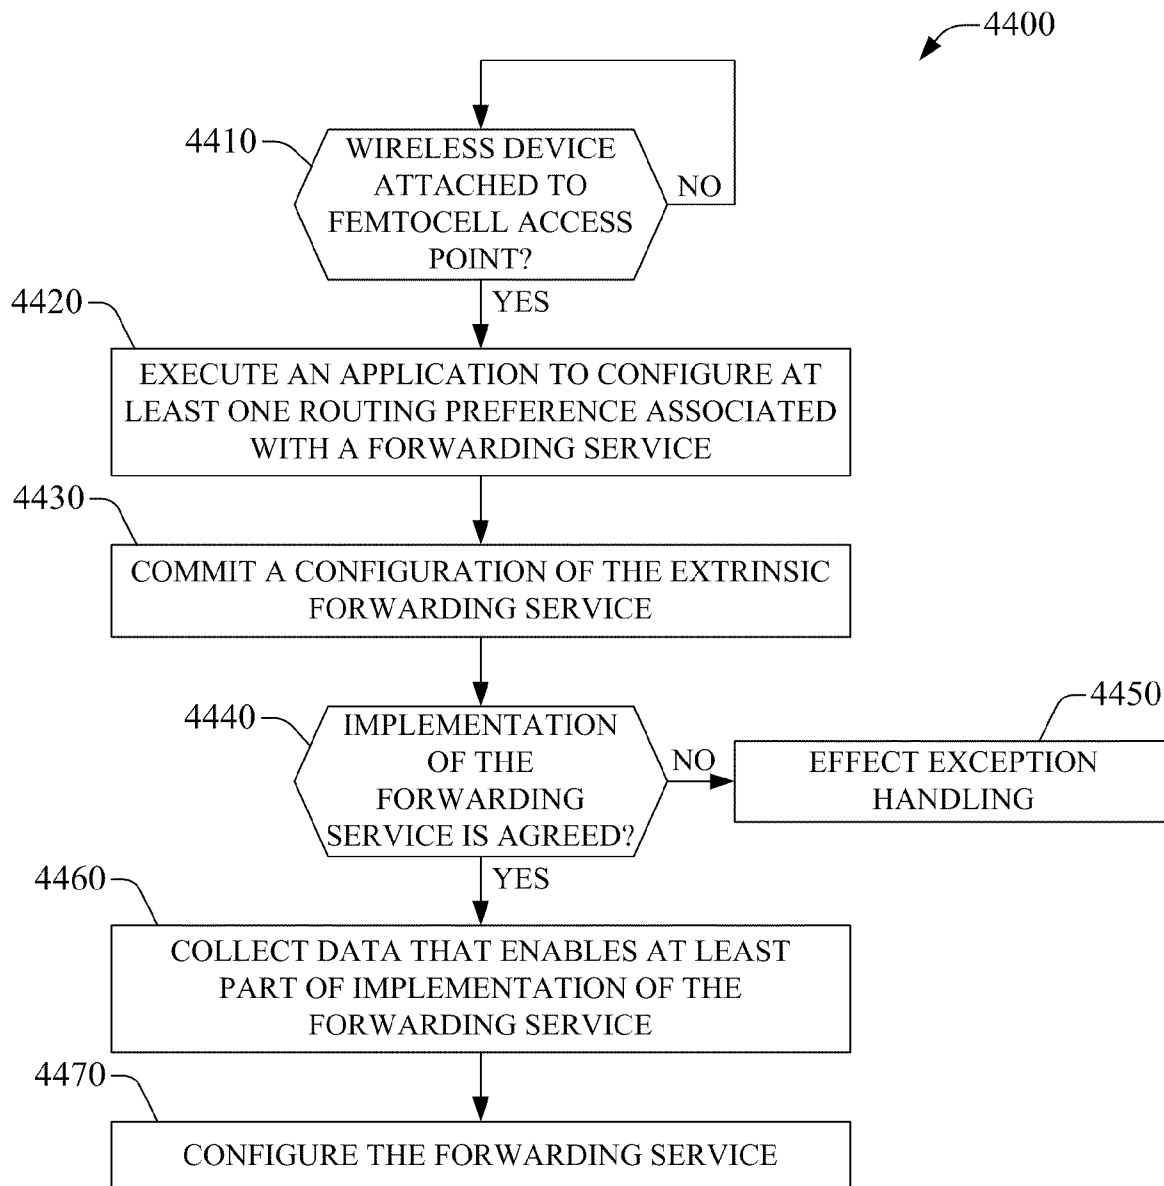 4400
4410
WIRELESS DEVICE
ATTACHED TO
FEMTOCELL ACCESS
POINT?
NO
YES
4420
EXECUTE AN APPLICATION TO CONFIGURE AT
LEAST ONE ROUTING PREFERENCE ASSOCIATED
WITH A FORWARDING SERVICE
4430
COMMIT A CONFIGURATION OF THE EXTRINSIC
FORWARDING SERVICE
4440
IMPLEMENTATION
OF THE
FORWARDING
SERVICE IS AGREED?
NO
4450
EFFECT EXCEPTION
HANDLING
YES
4460
COLLECT DATA THAT ENABLES AT LEAST
PART OF IMPLEMENTATION OF THE
FORWARDING SERVICE
4470
CONFIGURE THE FORWARDING SERVICE